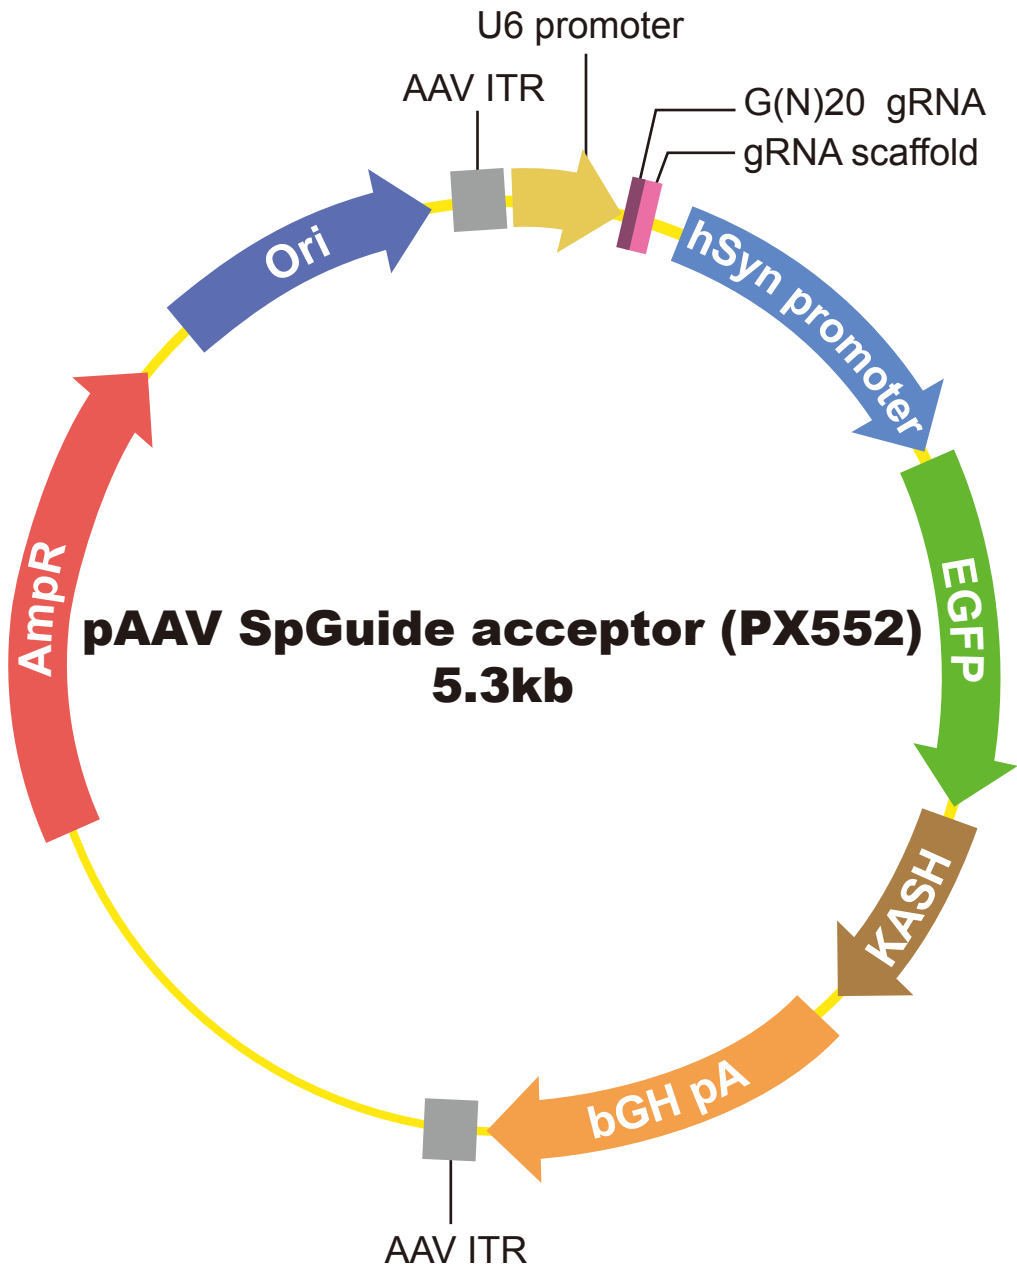 U6 promoter
AAV ITR
G(N)20 gRNA
gRNA scaffold
Ori
hSyn promoter
AmpR
EGFP
pAAV SpGuide acceptor (PX552)
5.3kb
KASH
bGH pA
AAV ITR